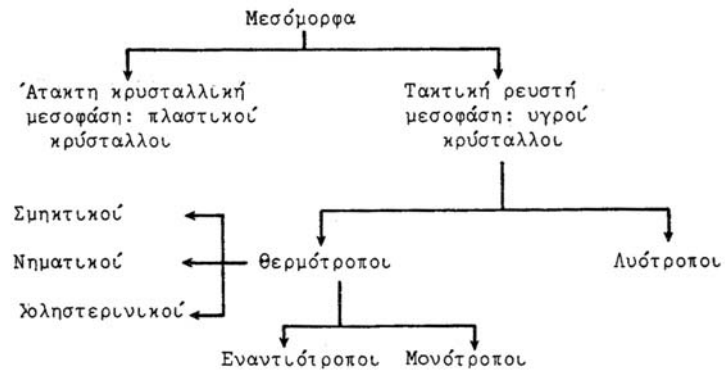 Μεσόμορφα
Άτακτη κρυσταλλική
μεσοφάση: πλαστικοί
κρύσταλλοι
Τακτική ρευστή
μεσοφάση: υγροί
κρύσταλλοι
Σμηκτικοί
Νηματικοί
Χοληστερινικοί
θερμότροποι
Λυότροποι
Εναντιότροποι
Μονότροποι